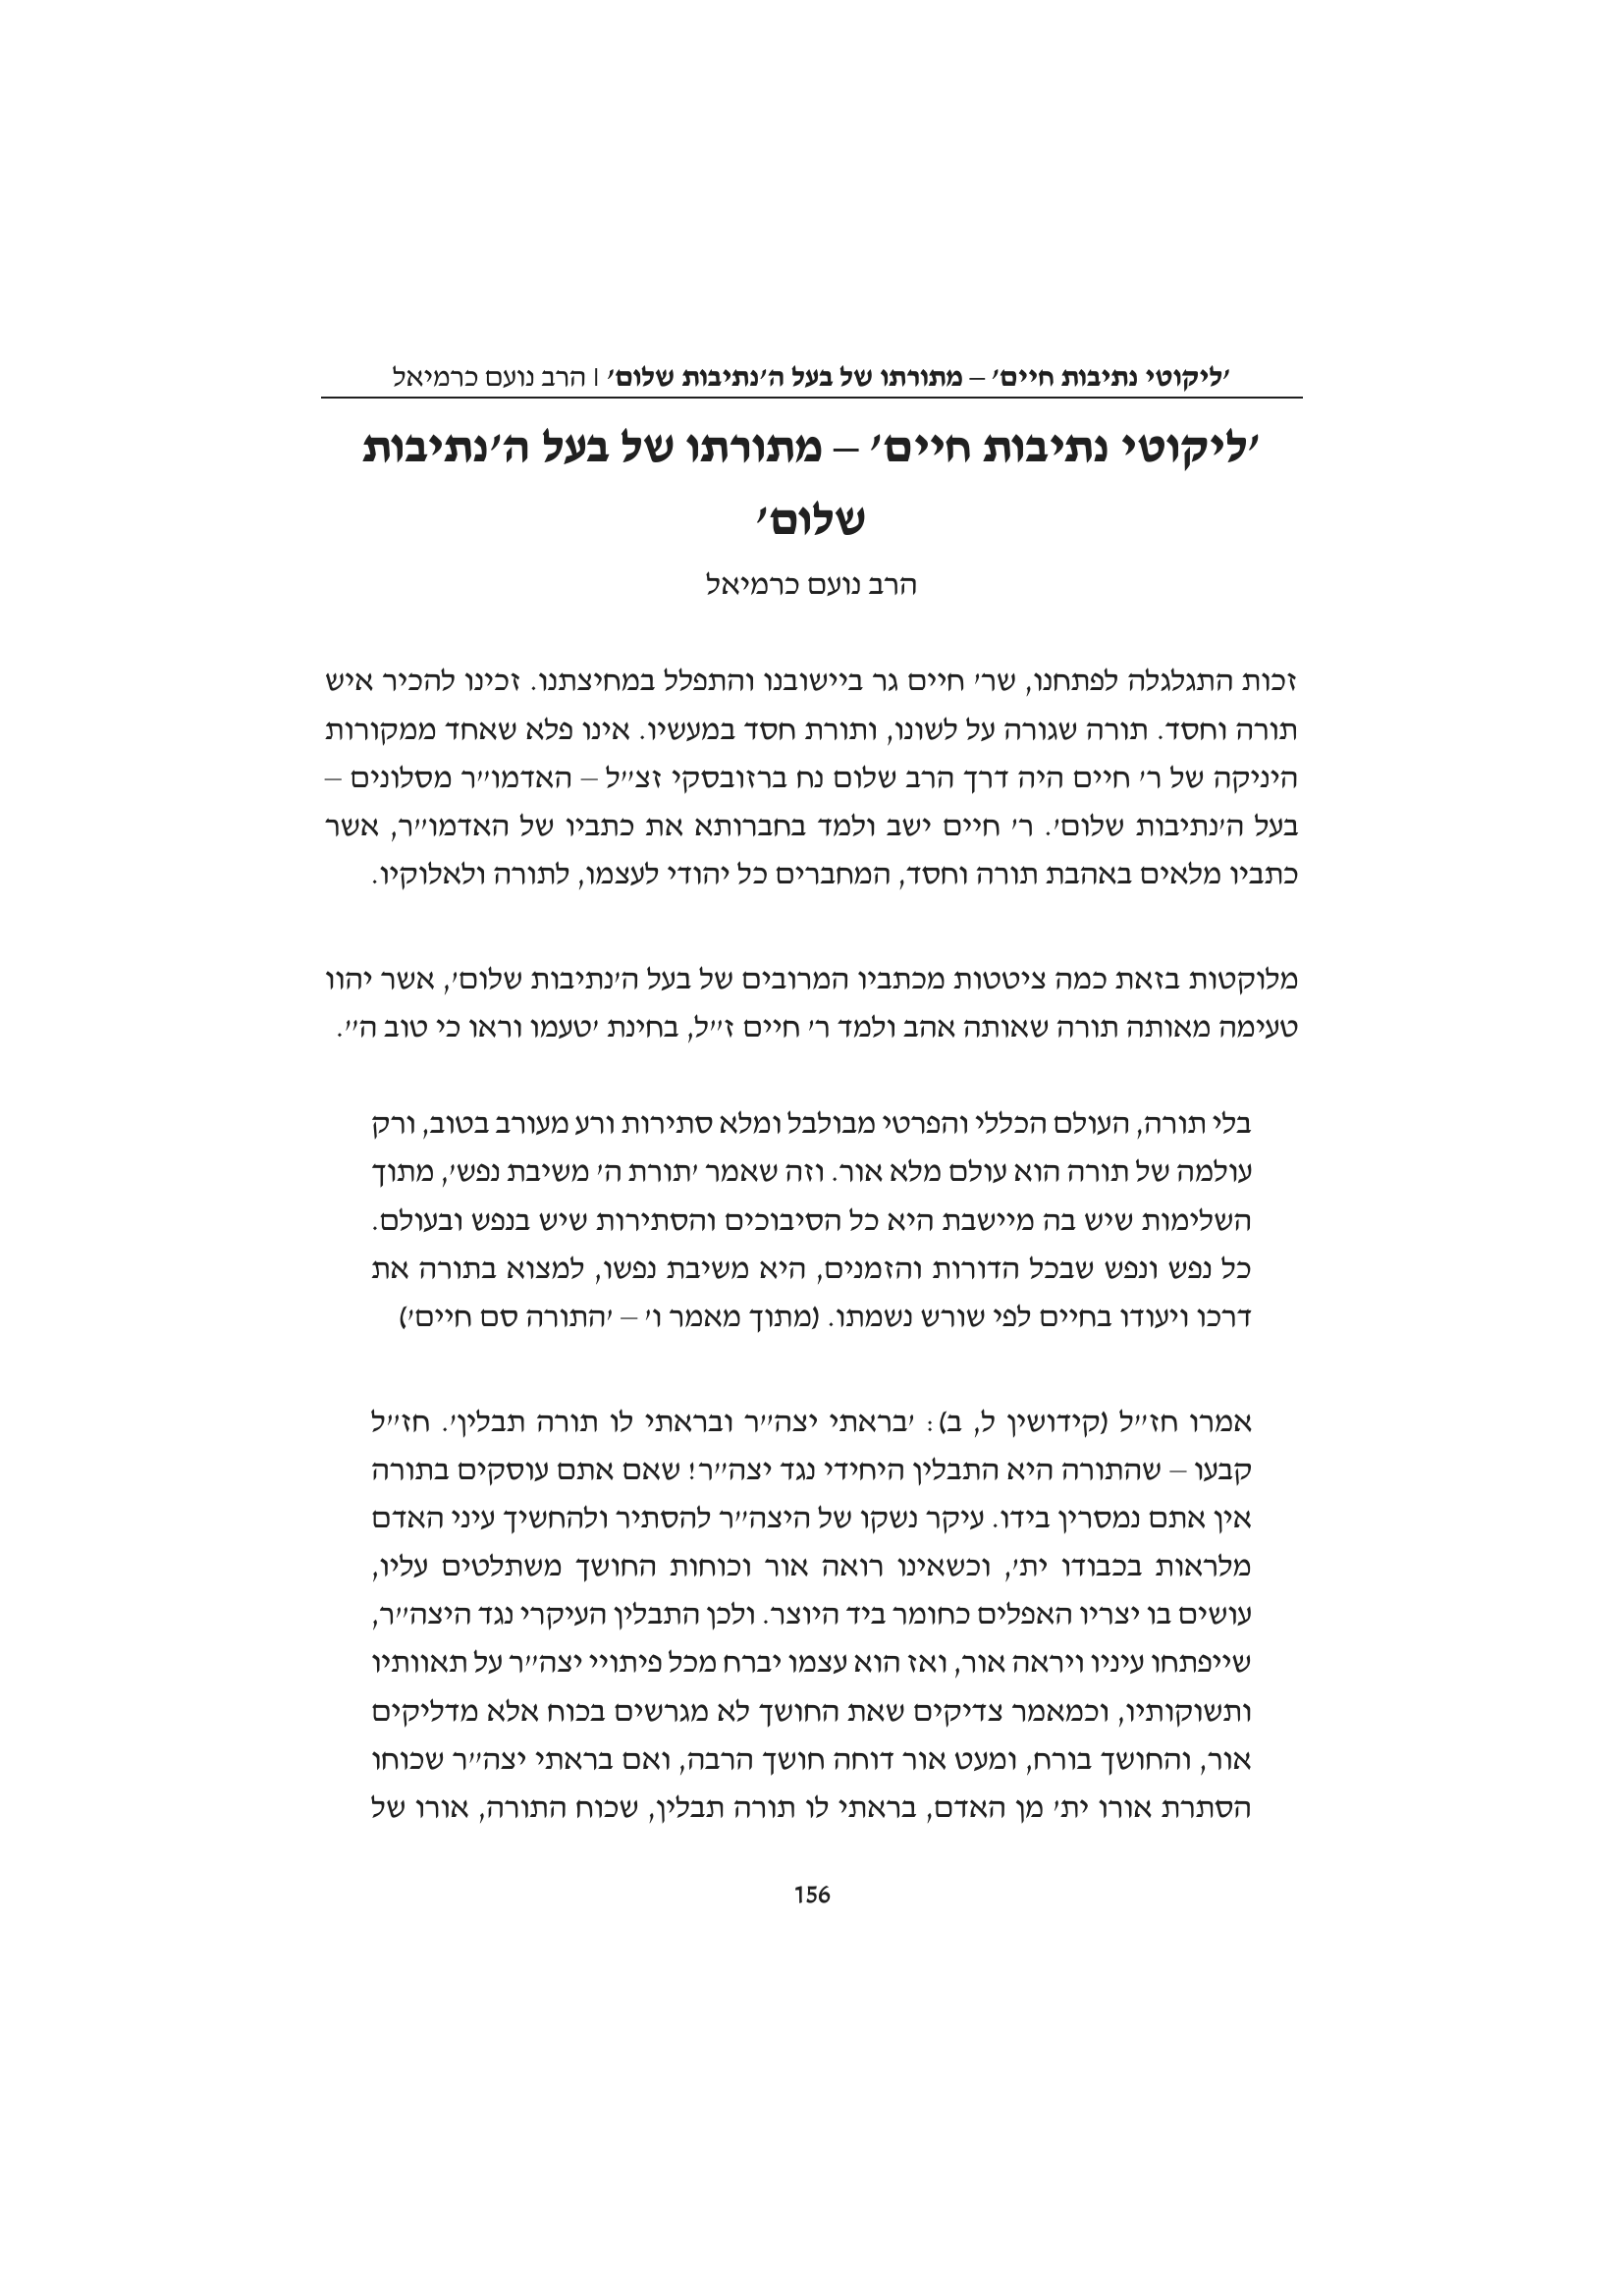 'ליקוטי נתיבות חיים' – מתורתו של בעל ה'נתיבות שלום' | הרב נועם כרמיאל
'ליקוטי נתיבות חיים' – מתורתו של בעל ה'נתיבות
שלום'
הרב נועם כרמיאל
זכות התגלגלה לפתחנו, שר' חיים גר ביישובנו והתפלל במחיצתנו. זכינו להכיר איש
תורה וחסד. תורה שגורה על לשונו, ותורת חסד במעשיו. אינו פלא שאחד ממקורות
היניקה של ר' חיים היה דרך הרב שלום נח ברזובסקי זצ"ל – האדמו"ר מסלונים –
בעל ה'נתיבות שלום'. ר' חיים ישב ולמד בחברותא את כתביו של האדמו"ר, אשר
כתביו מלאים באהבת תורה וחסד, המחברים כל יהודי לעצמו, לתורה ולאלוקיו.
מלוקטות בזאת כמה ציטטות מכתביו המרובים של בעל ה'נתיבות שלום', אשר יהוו
טעימה מאותה תורה שאותה אהב ולמד ר' חיים ז"ל, בחינת 'טעמו וראו כי טוב ה''.
בלי תורה, העולם הכללי והפרטי מבולבל ומלא סתירות ורע מעורב בטוב, ורק
עולמה של תורה הוא עולם מלא אור. וזה שאמר 'תורת ה' משיבת נפש', מתוך
השלימות שיש בה מיישבת היא כל הסיבוכים והסתירות שיש בנפש ובעולם.
כל נפש ונפש שבכל הדורות והזמנים, היא משיבת נפשו, למצוא בתורה את
דרכו ויעודו בחיים לפי שורש נשמתו. (מתוך מאמר ו' – 'התורה סם חיים')
אמרו חז"ל (קידושין ל, ב): 'בראתי יצה"ר ובראתי לו תורה תבלין'. חז"ל
קבעו – שהתורה היא התבלין היחידי נגד יצה"ר! שאם אתם עוסקים בתורה
אין אתם נמסרין בידו. עיקר נשקו של היצה"ר להסתיר ולהחשיך עיני האדם
מלראות בכבודו ית', וכשאינו רואה אור וכוחות החושך משתלטים עליו,
עושים בו יצריו האפלים כחומר ביד היוצר. ולכן התבלין העיקרי נגד היצה"ר,
שייפתחו עיניו ויראה אור, ואז הוא עצמו יברח מכל פיתויי יצה"ר על תאוותיו
ותשוקותיו, וכמאמר צדיקים שאת החושך לא מגרשים בכוח אלא מדליקים
אור, והחושך בורח, ומעט אור דוחה חושך הרבה, ואם בראתי יצה"ר שכוחו
הסתרת אורו ית' מן האדם, בראתי לו תורה תבלין, שכוח התורה, אורו של
156